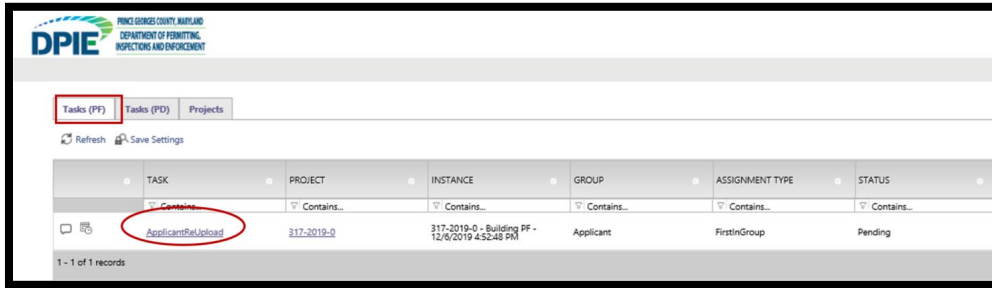 PRINCE GEORGES COUNTY, MARYLAND
DPIE DEPARTMENT OF PERMITTING,
INSPECTIONS AND ENFORCEMENT
Tasks (PF) Tasks (PD) Projects
Refresh Save Settings
TASK PROJECT INSTANCE GROUP ASSIGNMENT TYPE STATUS
Contains... Contains... Contains... Contains... Contains... Contains...
317-2019-0 - Building PF -
ApplicantReUpload 317-2019-0 12/6/2019 4:52:48 PM Applicant FirstInGroup Pending
1 - 1 of 1 records